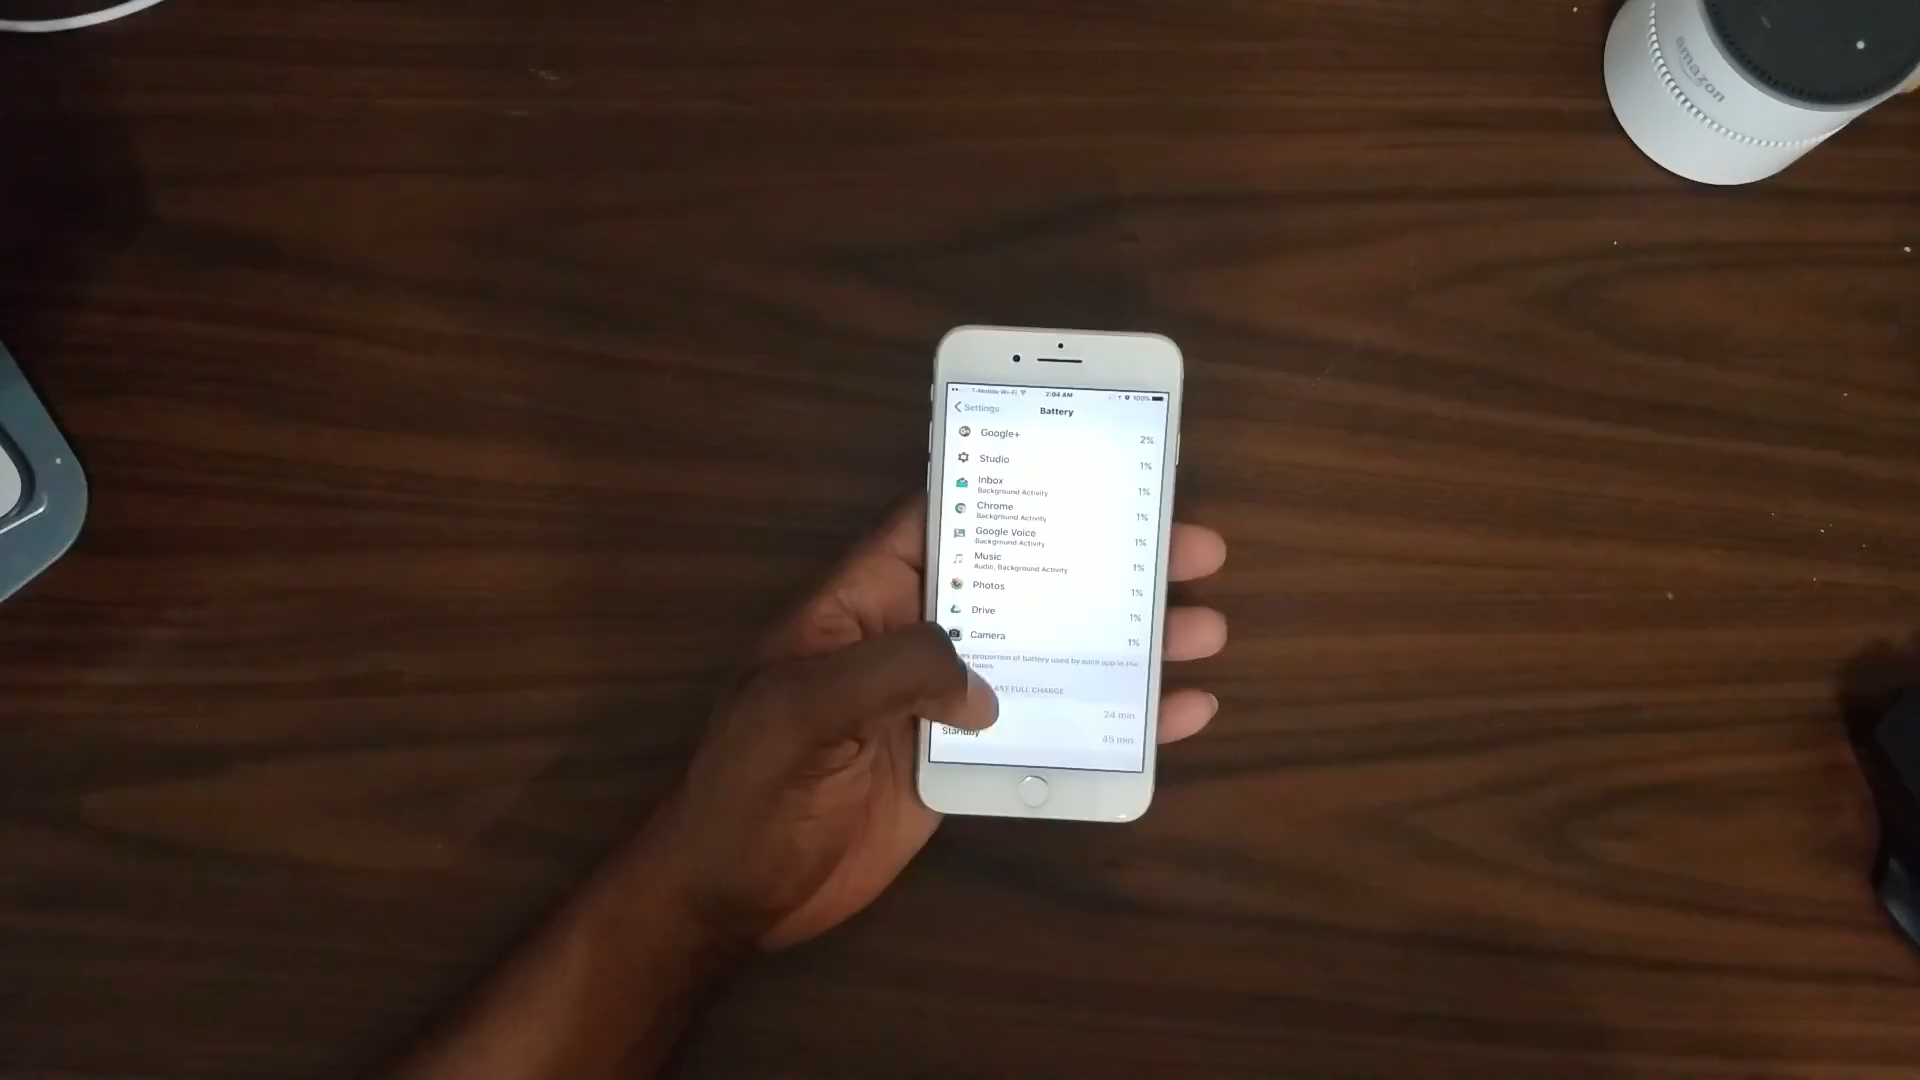 amazon
T-Mobile Wi-Fi 2:04 AM 100%
Settings Battery
Google+ 2%
Studio 1%
Inbox 1%
Background Activity
Chrome 1%
Background Activity
Google Voice 1%
Background Activity
Music 1%
Audio, Background Activity
Photos 1%
Drive 1%
Camera 1%
proportion of battery used by each app in the
hours
FULL CHARGE
24 min
Standby 45 min